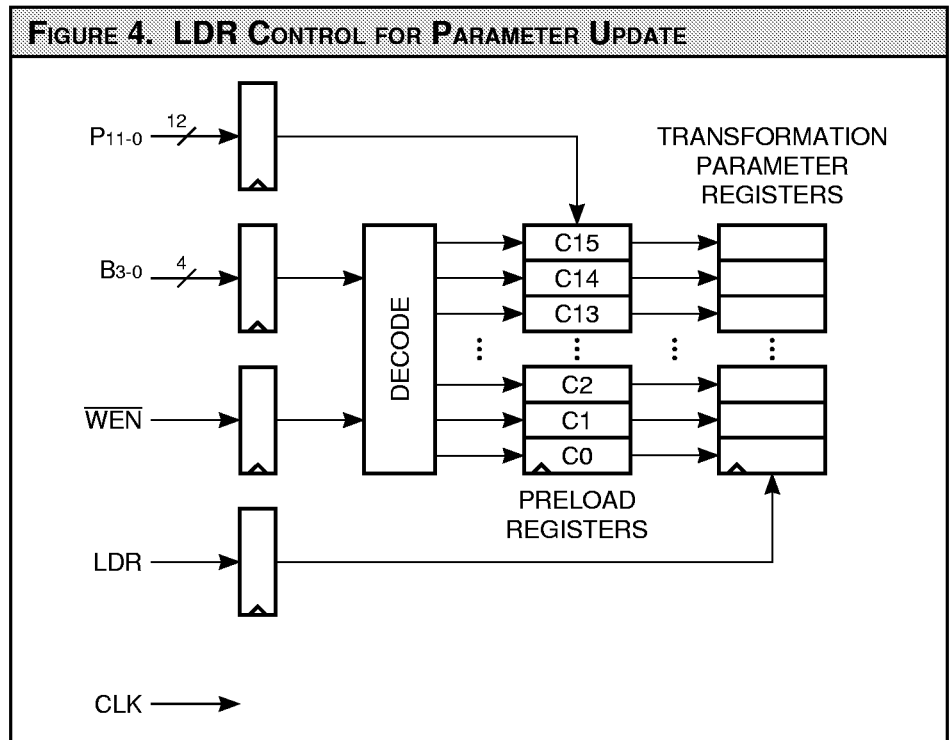 FIGURE 4. LDR CONTROL FOR PARAMETER UPDATE
P11-0
12
TRANSFORMATION
PARAMETER
REGISTERS
B3-0
4
DECODE
C15
C14
C13
WEN
C2
C1
C0
PRELOAD
REGISTERS
LDR
CLK